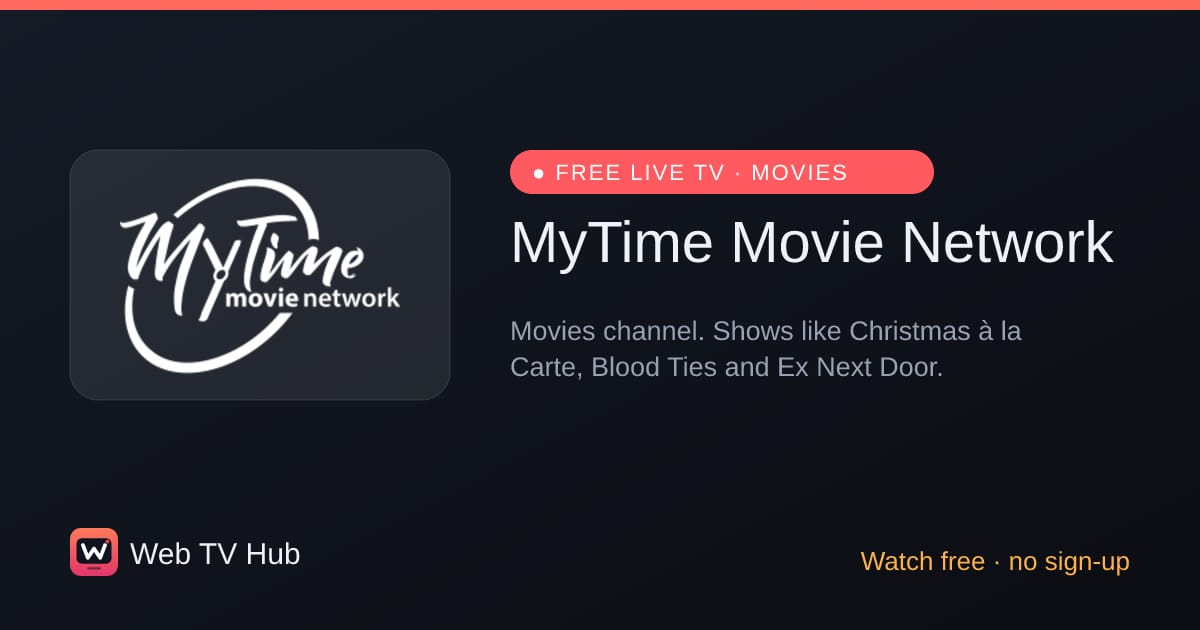 MyTime
movie network
● FREE LIVE TV · MOVIES
MyTime Movie Network
Movies channel. Shows like Christmas à la
Carte, Blood Ties and Ex Next Door.
W
Web TV Hub
Watch free · no sign-up